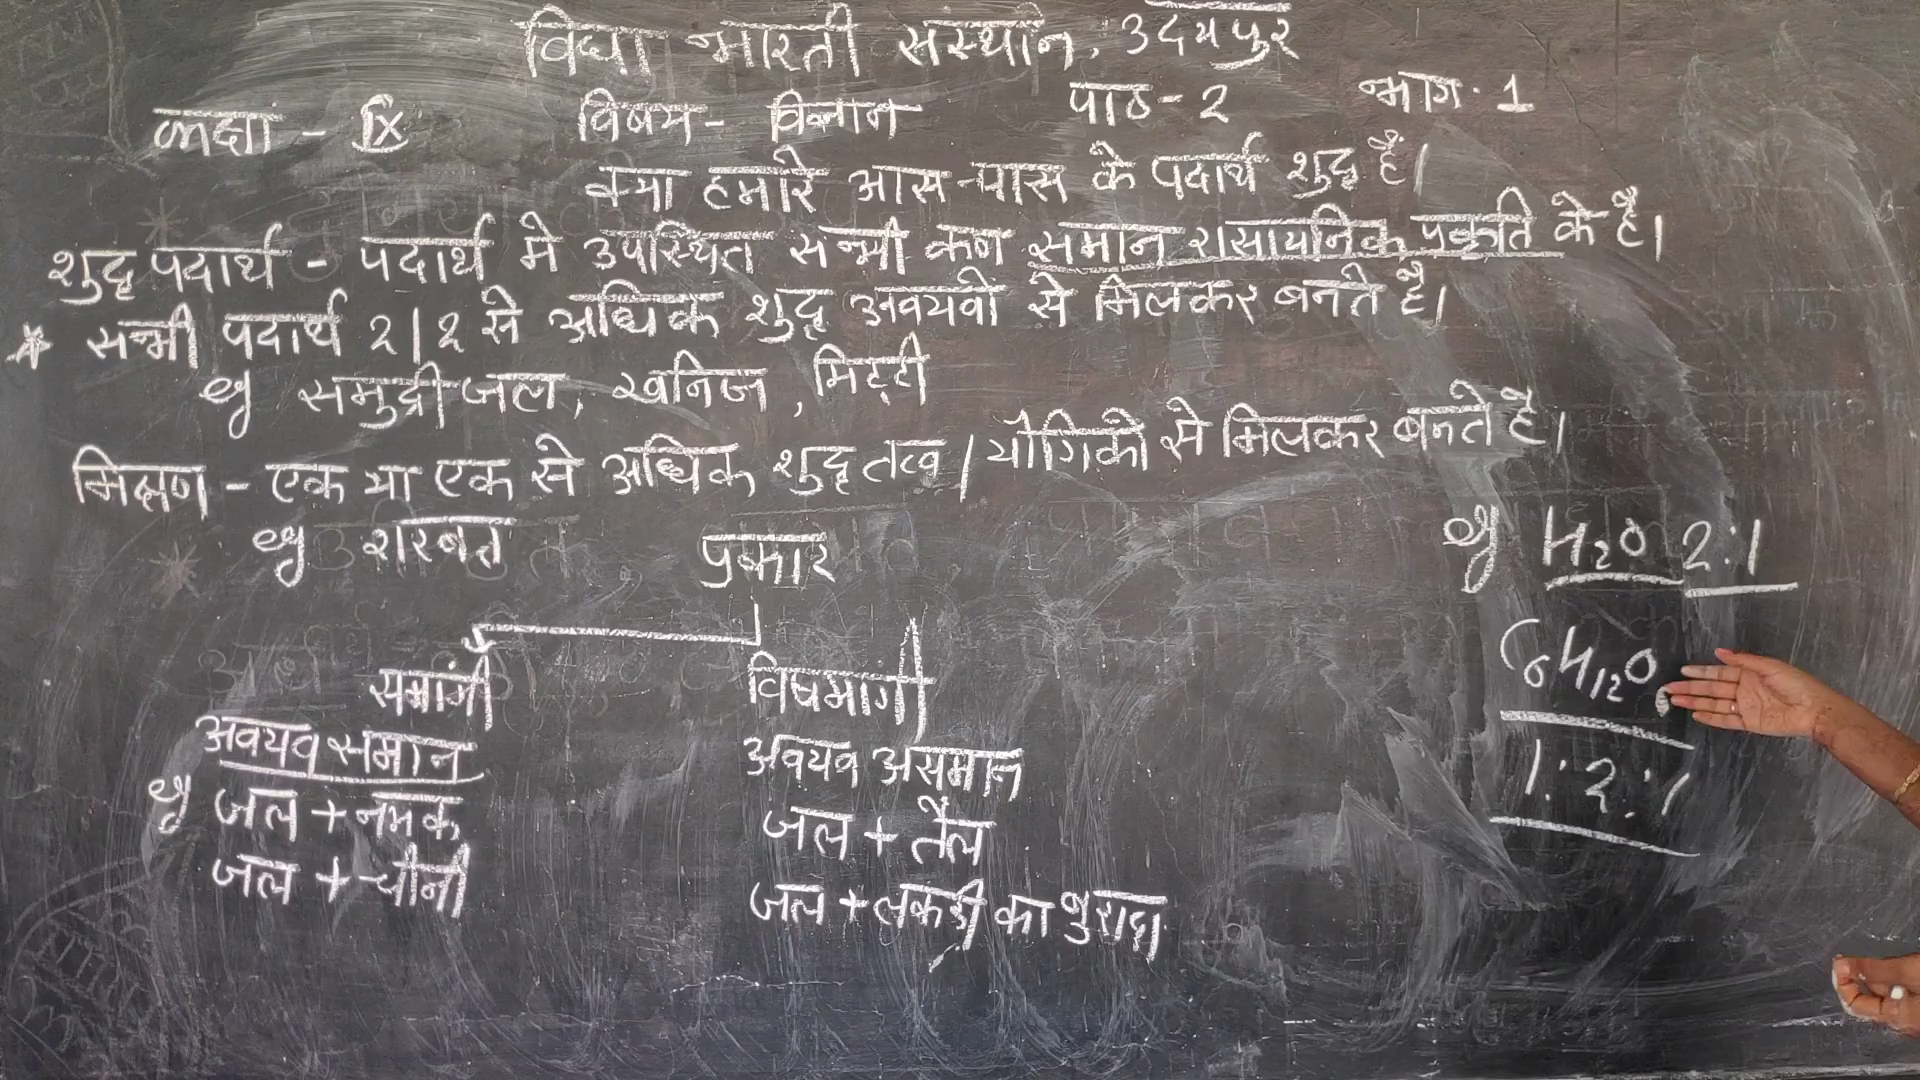 विद्या भारती संस्थान, उदयपुर
कक्षा - IX विषय - विज्ञान पाठ - 2 भाग. 1
क्या हमारे आस-पास के पदार्थ शुद्ध हैं।
शुद्ध पदार्थ - पदार्थ मे उपस्थित सभी कण समान रासायनिक प्रकृति के है।
* सभी पदार्थ २/२ से अधिक शुद्ध अवयवों से मिलकर बनते है।
eg समुद्री जल, खनिज, मिट्टी
मिश्रण - एक या एक से अधिक शुद्ध तत्व / यौगिकों से मिलकर बनते है।
eg शरबत प्रकार
eg H₂O 2:1
C₆H₁₂O₆
1:2:1
समांगी विषमांगी
अवयव समान अवयव असमान
eg जल + नमक जल + तैल
जल + चीनी जल + लकडी का बुरादा